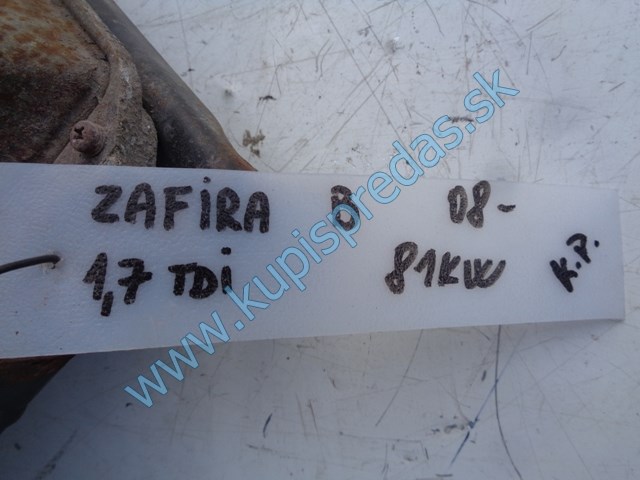 ZAFiRA B 08-
1,7 TDi 81KW K.P.
www.kupispredas.sk